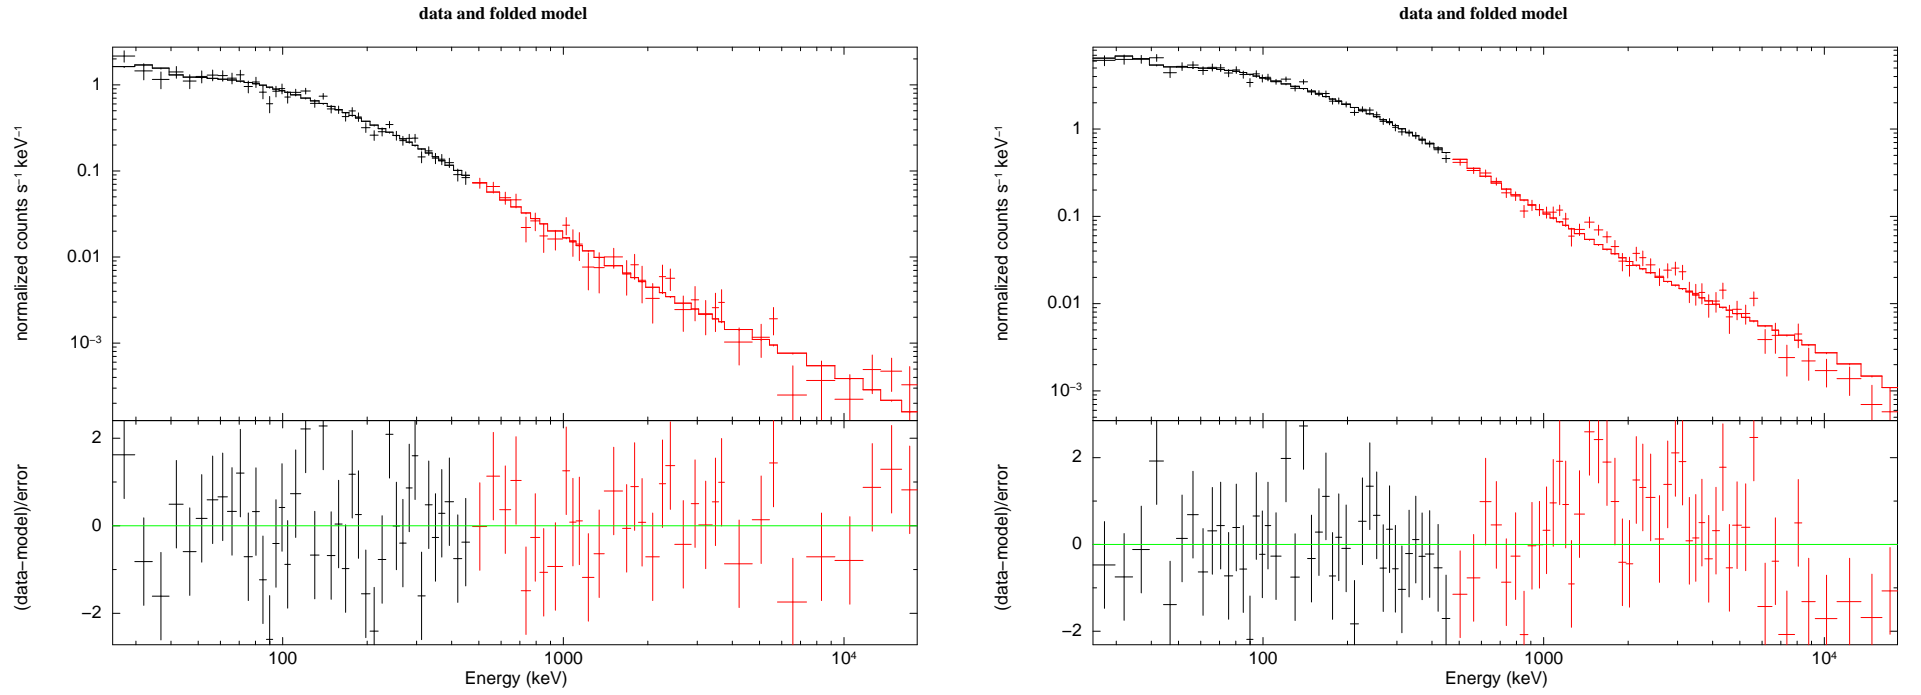 data and folded model
normalized counts s⁻¹ keV⁻¹
1
0.1
0.01
10⁻³
(data−model)/error
2
0
−2
100
1000
10⁴
Energy (keV)
data and folded model
normalized counts s⁻¹ keV⁻¹
1
0.1
0.01
10⁻³
(data−model)/error
2
0
−2
100
1000
10⁴
Energy (keV)